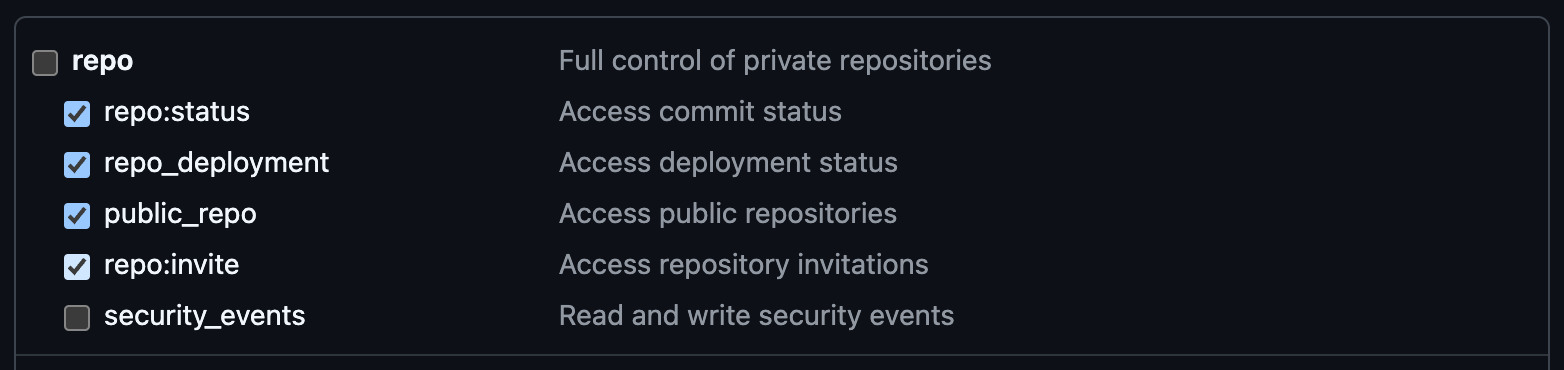 repo Full control of private repositories
repo:status Access commit status
repo_deployment Access deployment status
public_repo Access public repositories
repo:invite Access repository invitations
security_events Read and write security events